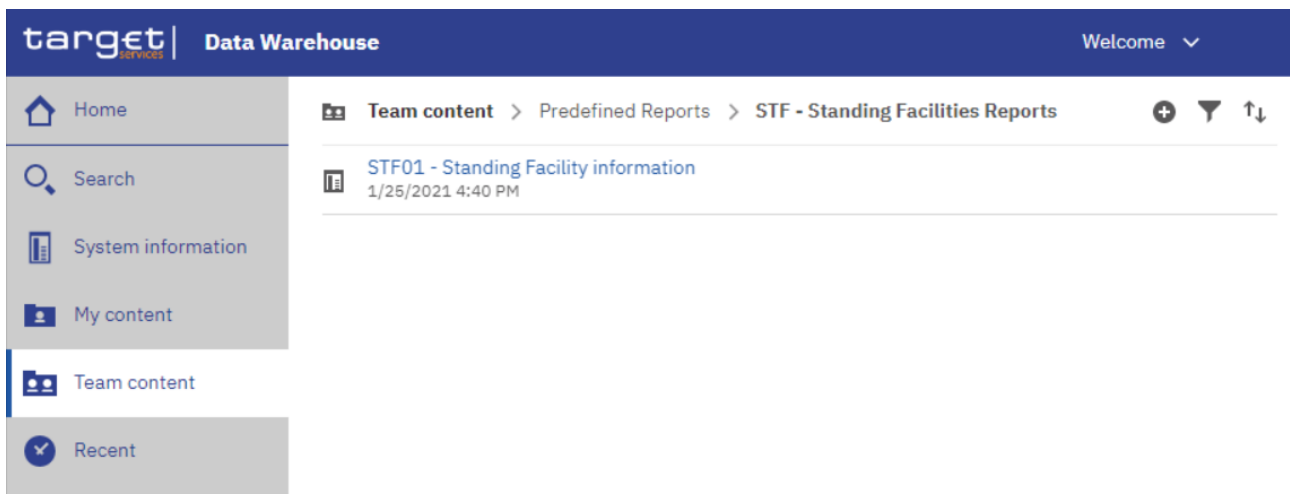 target services | Data Warehouse Welcome
Home
Team content > Predefined Reports > STF - Standing Facilities Reports
Search
STF01 - Standing Facility information
1/25/2021 4:40 PM
System information
My content
Team content
Recent